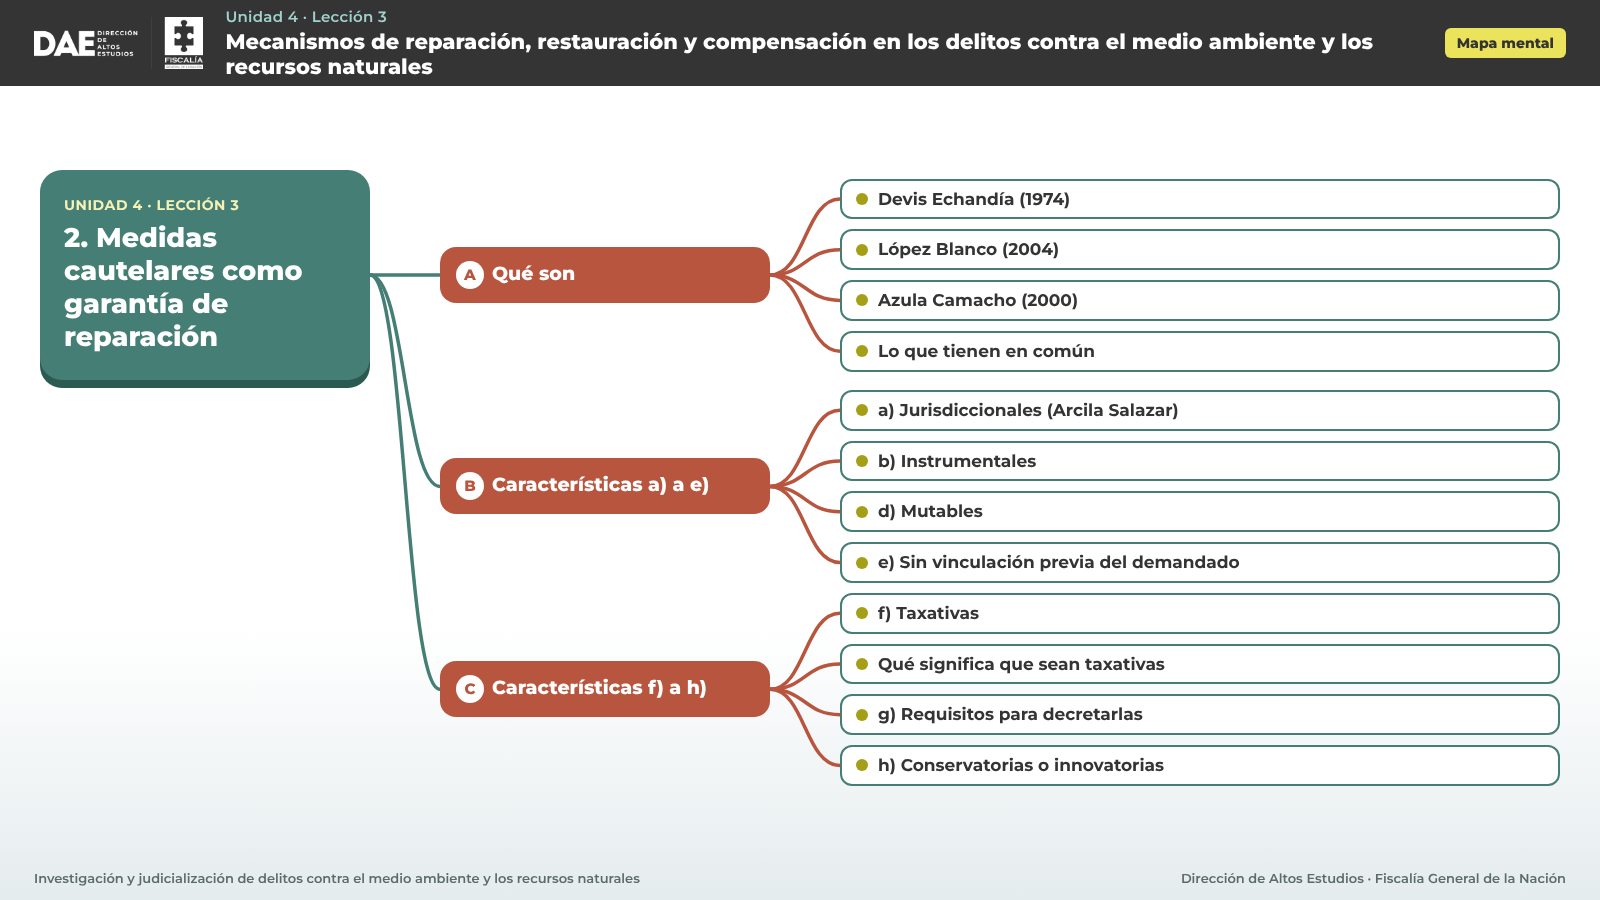 DAE
DIRECCIÓN
DE
ALTOS
ESTUDIOS
FISCALÍA
Unidad 4 · Lección 3
Mecanismos de reparación, restauración y compensación en los delitos contra el medio ambiente y los
recursos naturales
Mapa mental
UNIDAD 4 · LECCIÓN 3
2. Medidas
cautelares como
garantía de
reparación
A Qué son
Devis Echandía (1974)
López Blanco (2004)
Azula Camacho (2000)
Lo que tienen en común
B Características a) a e)
a) Jurisdiccionales (Arcila Salazar)
b) Instrumentales
d) Mutables
e) Sin vinculación previa del demandado
C Características f) a h)
f) Taxativas
Qué significa que sean taxativas
g) Requisitos para decretarlas
h) Conservatorias o innovatorias
Investigación y judicialización de delitos contra el medio ambiente y los recursos naturales
Dirección de Altos Estudios · Fiscalía General de la Nación